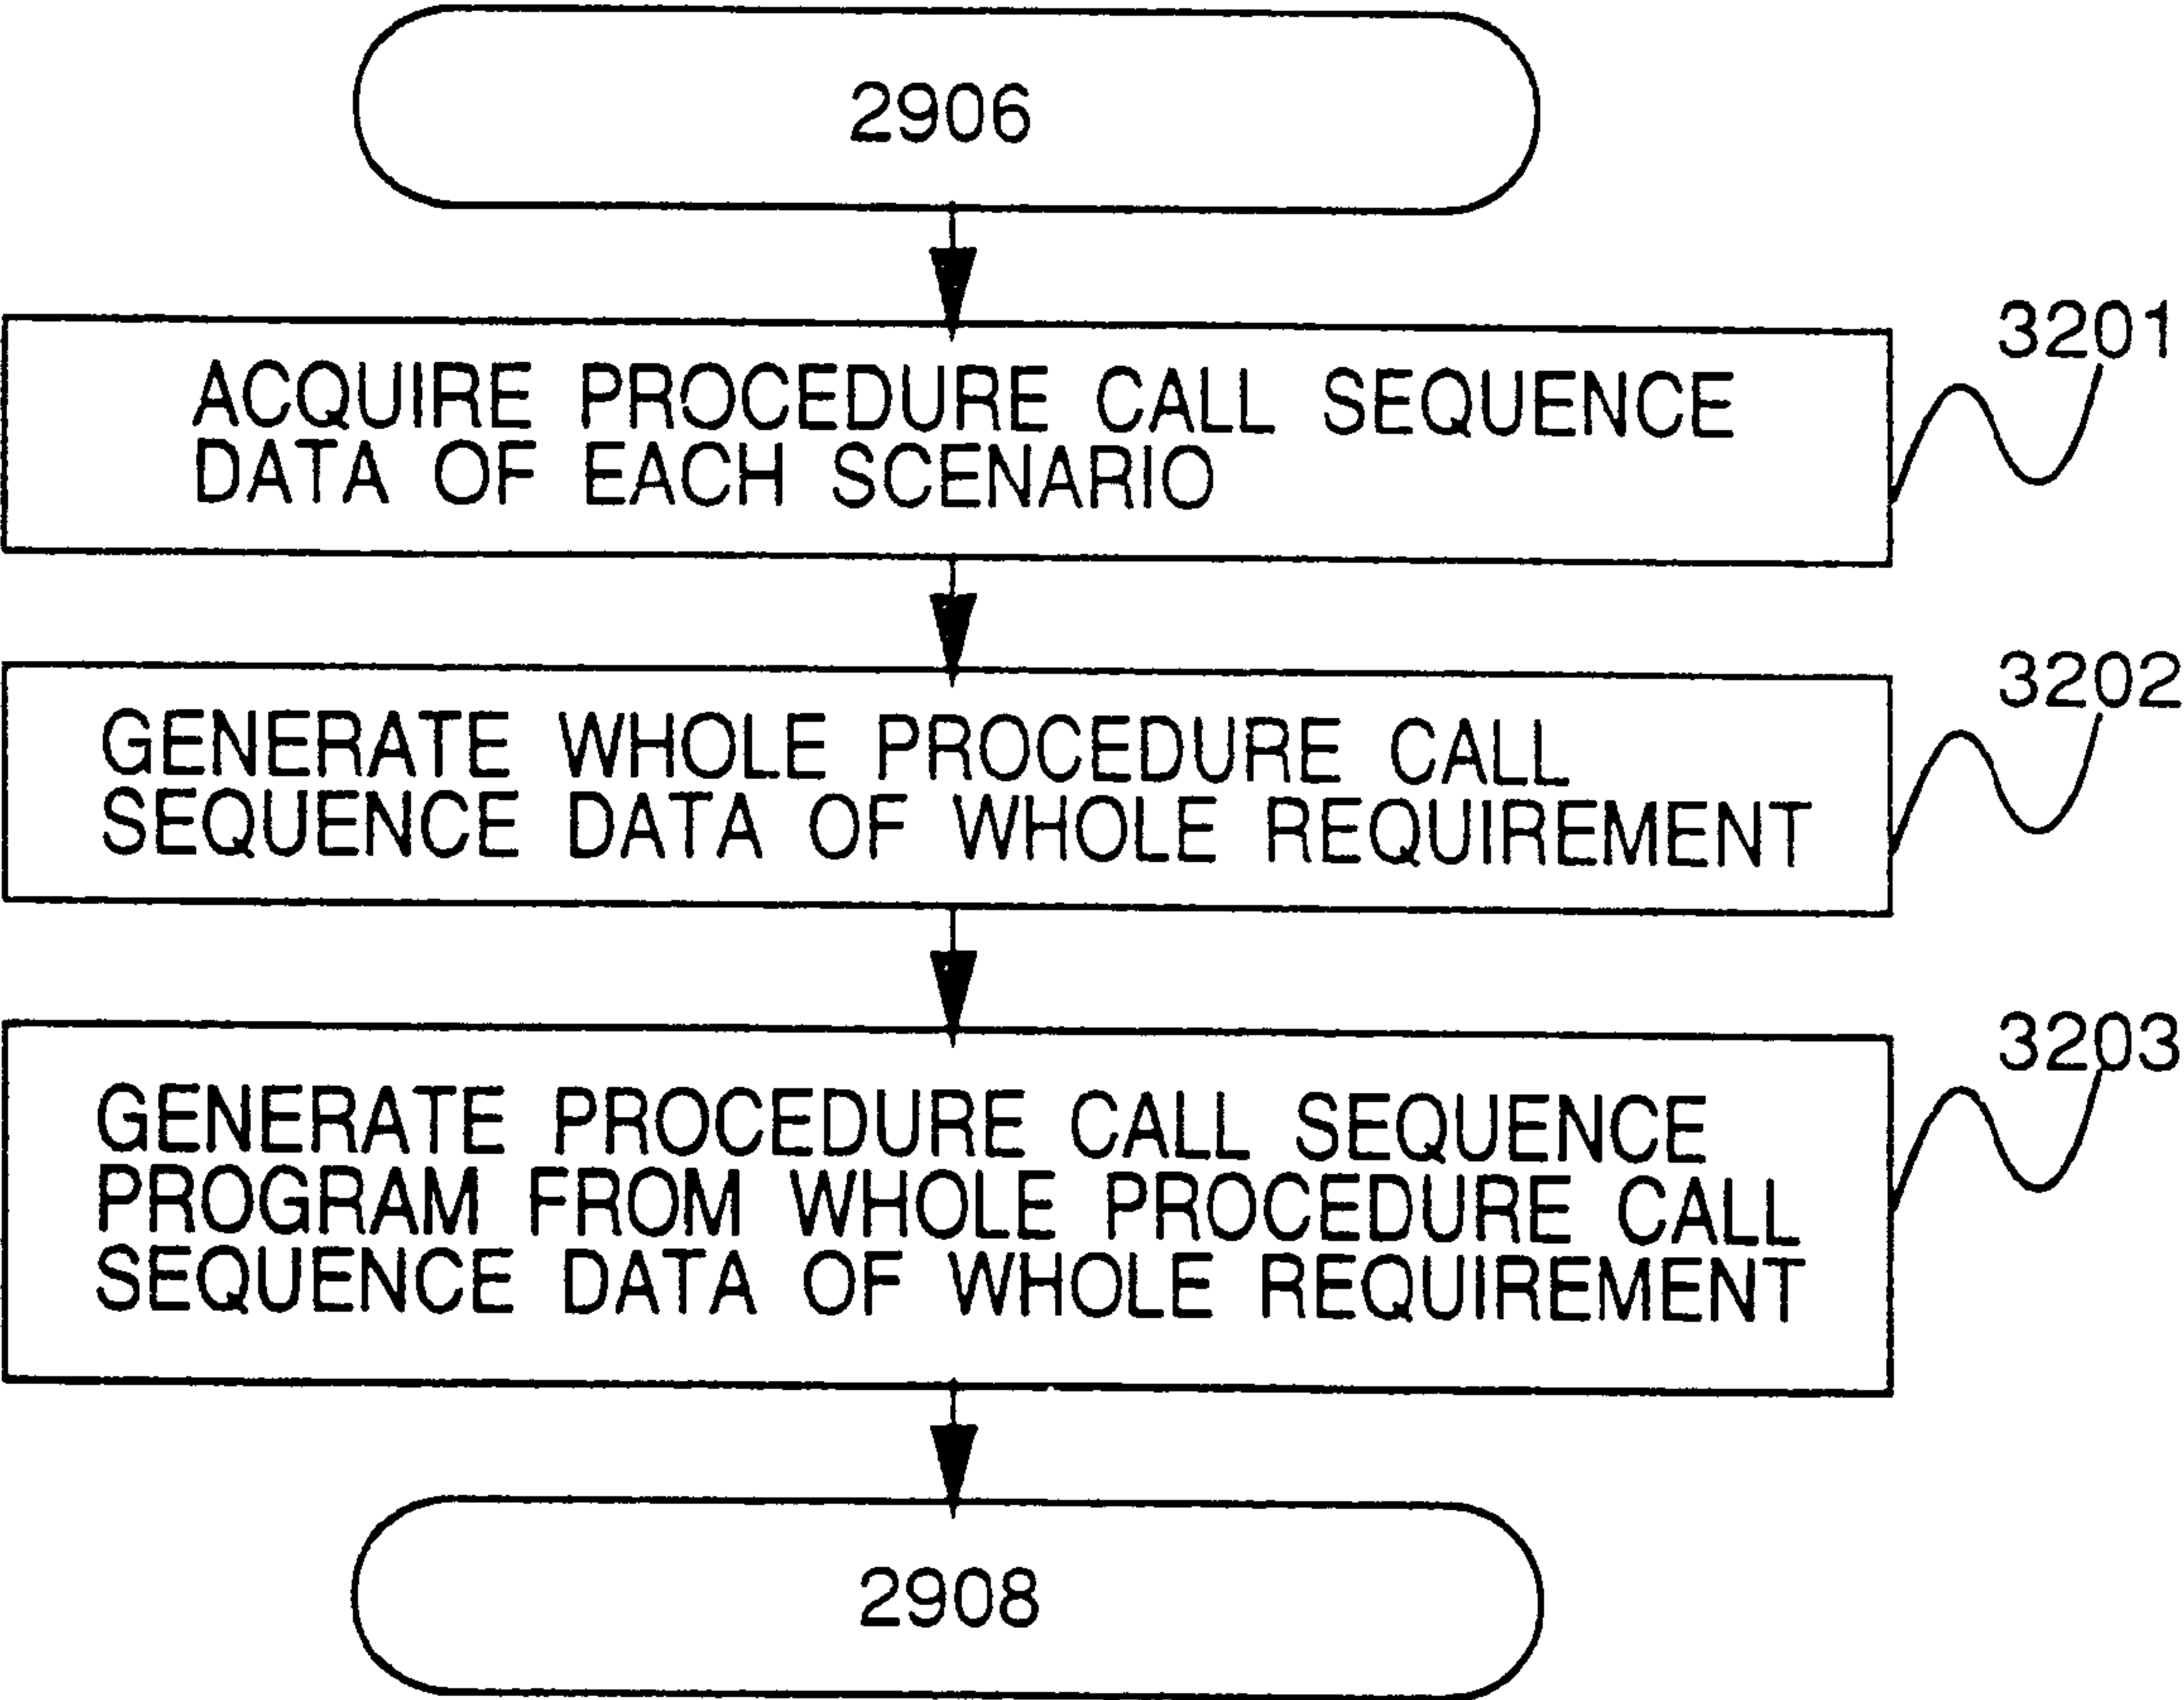 2906
3201
ACQUIRE PROCEDURE CALL SEQUENCE
DATA OF EACH SCENARIO
3202
GENERATE WHOLE PROCEDURE CALL
SEQUENCE DATA OF WHOLE REQUIREMENT
3203
GENERATE PROCEDURE CALL SEQUENCE
PROGRAM FROM WHOLE PROCEDURE CALL
SEQUENCE DATA OF WHOLE REQUIREMENT
2908